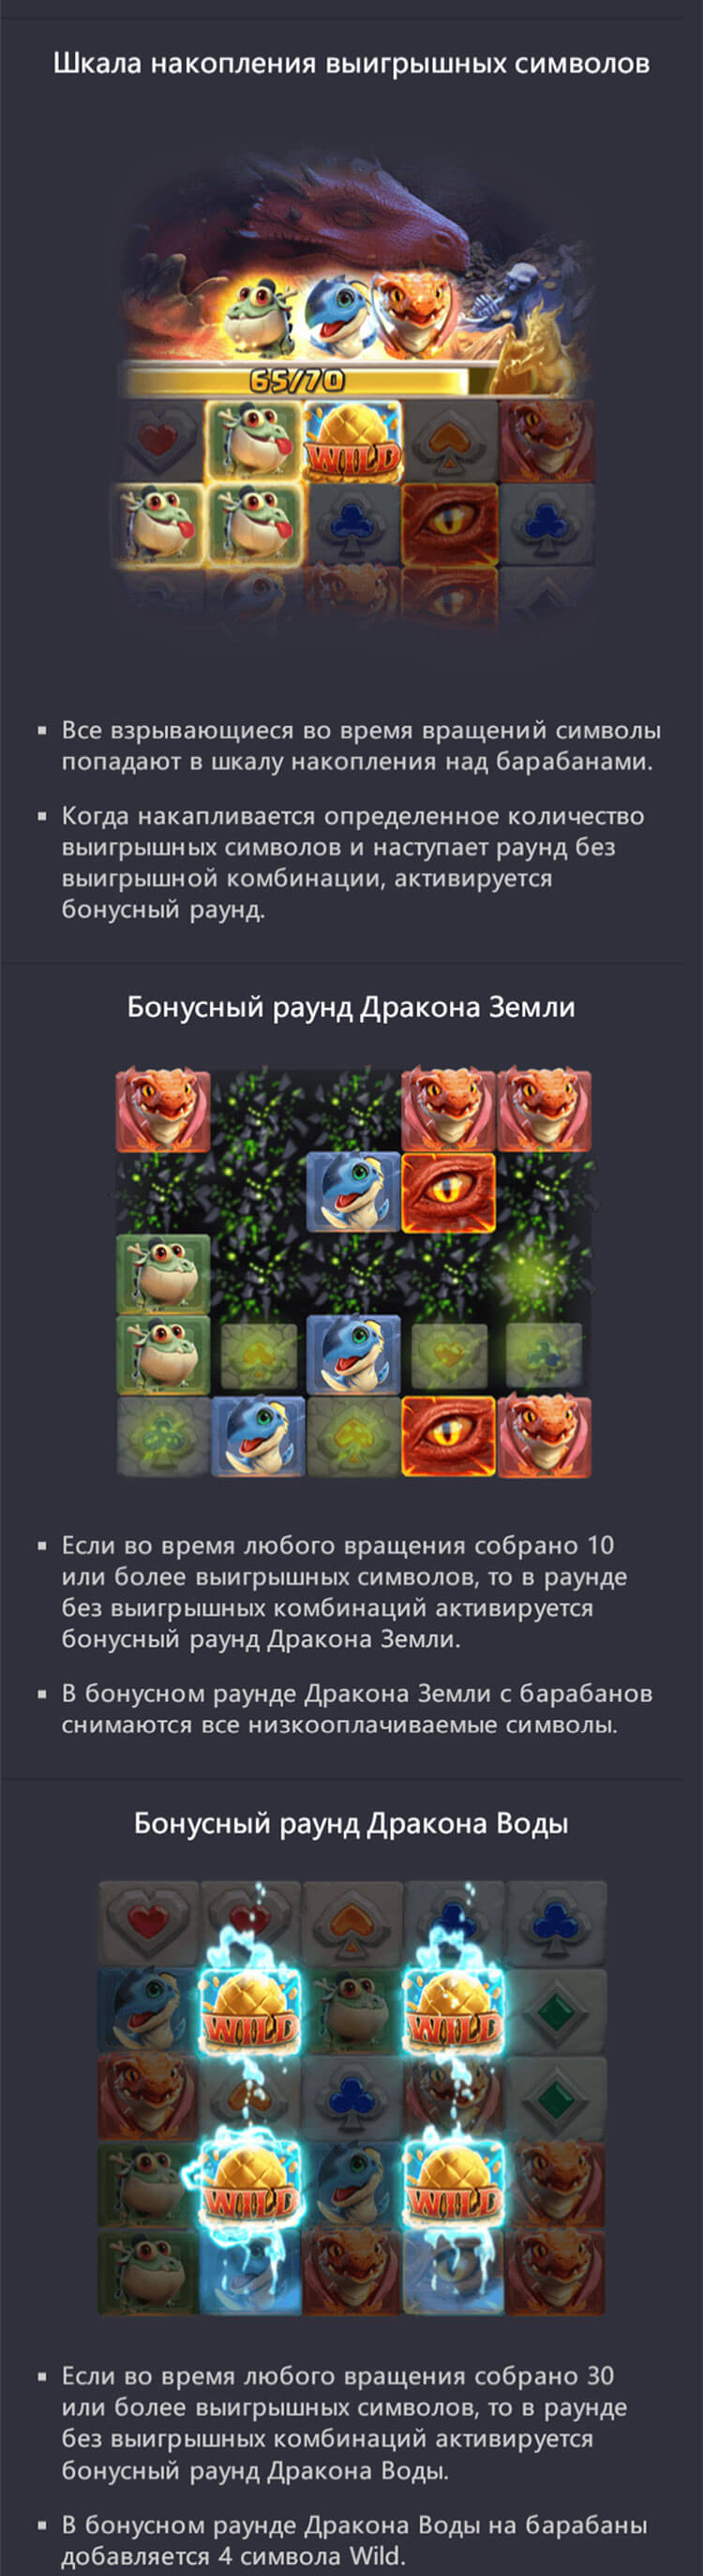 Шкала накопления выигрышных символов
65/70
WILD
▪ Все взрывающиеся во время вращений символы
попадают в шкалу накопления над барабанами.
▪ Когда накапливается определенное количество
выигрышных символов и наступает раунд без
выигрышной комбинации, активируется
бонусный раунд.
Бонусный раунд Дракона Земли
▪ Если во время любого вращения собрано 10
или более выигрышных символов, то в раунде
без выигрышных комбинаций активируется
бонусный раунд Дракона Земли.
▪ В бонусном раунде Дракона Земли с барабанов
снимаются все низкооплачиваемые символы.
Бонусный раунд Дракона Воды
WILD WILD
WILD WILD
▪ Если во время любого вращения собрано 30
или более выигрышных символов, то в раунде
без выигрышных комбинаций активируется
бонусный раунд Дракона Воды.
▪ В бонусном раунде Дракона Воды на барабаны
добавляется 4 символа Wild.